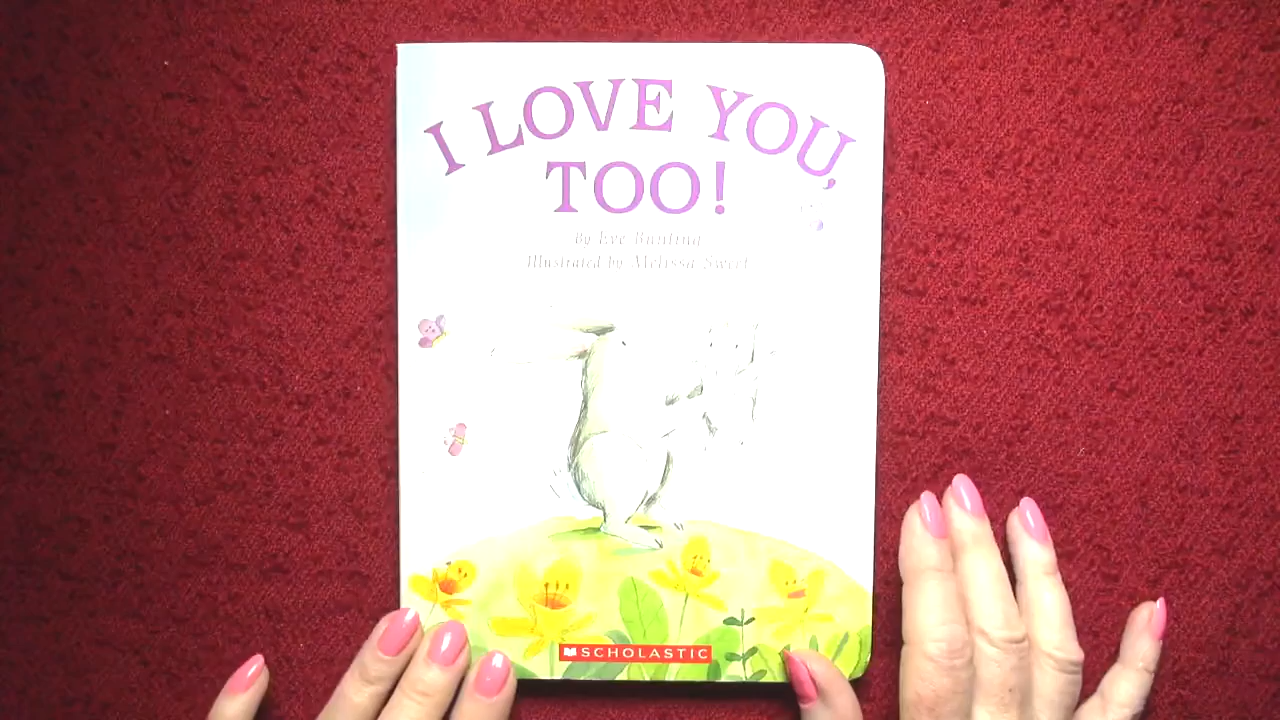 I LOVE YOU,
TOO!
By Eve Bunting
Illustrated by Melissa Sweet
SCHOLASTIC